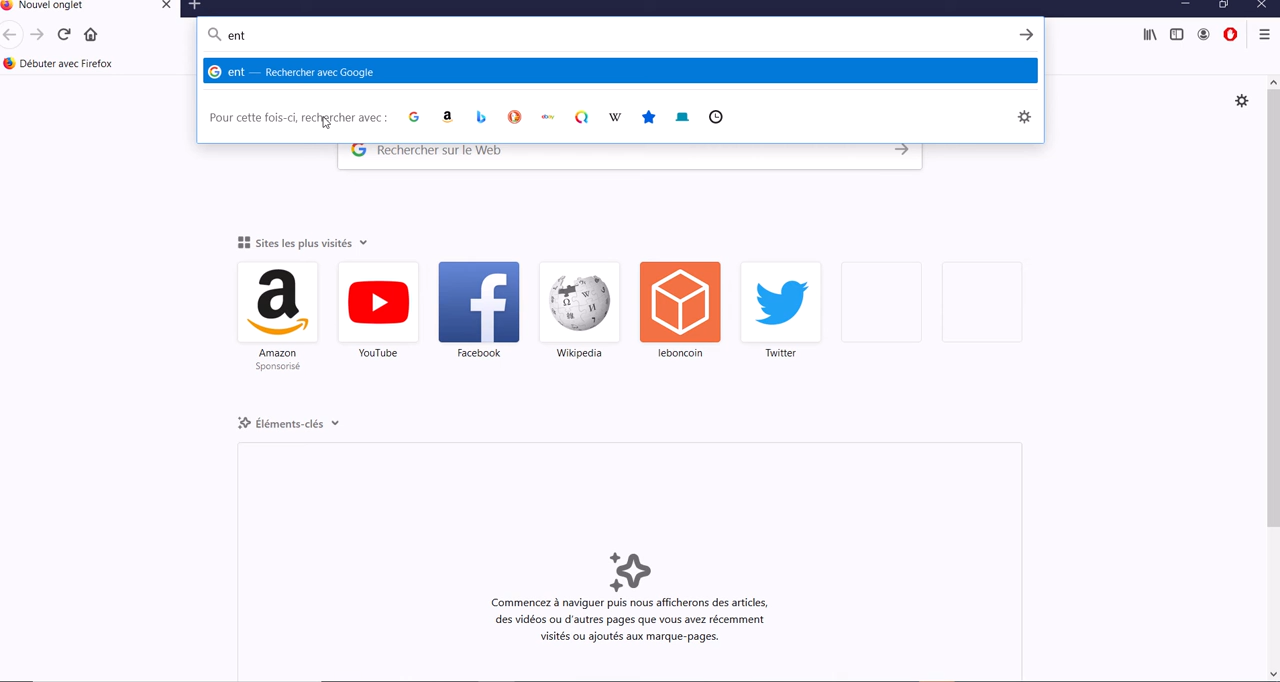 Nouvel onglet
ent
Débuter avec Firefox
ent — Rechercher avec Google
Pour cette fois-ci, rechercher avec :
Rechercher sur le Web
Sites les plus visités
Amazon
Sponsorisé
YouTube
Facebook
Wikipedia
leboncoin
Twitter
Éléments-clés
Commencez à naviguer puis nous afficherons des articles,
des vidéos ou d'autres pages que vous avez récemment
visités ou ajoutés aux marque-pages.